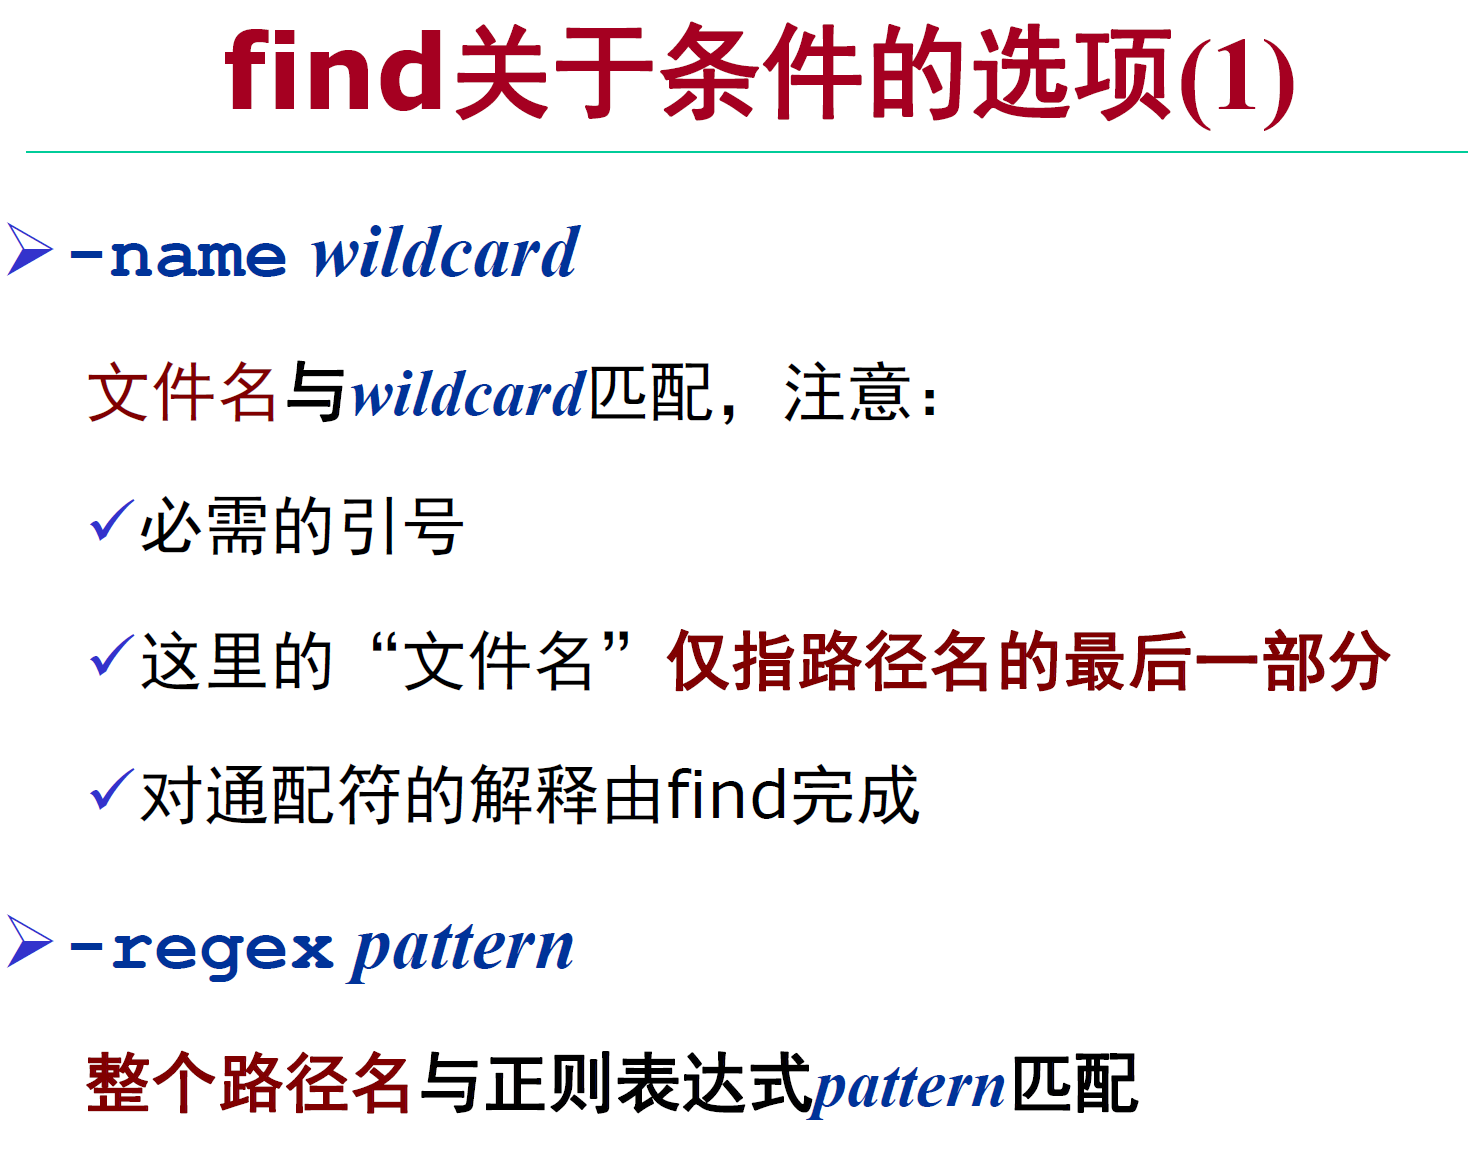 find关于条件的选项(1)
-name wildcard
文件名与wildcard匹配，注意：
必需的引号
这里的“文件名”仅指路径名的最后一部分
对通配符的解释由find完成
-regex pattern
整个路径名与正则表达式pattern匹配